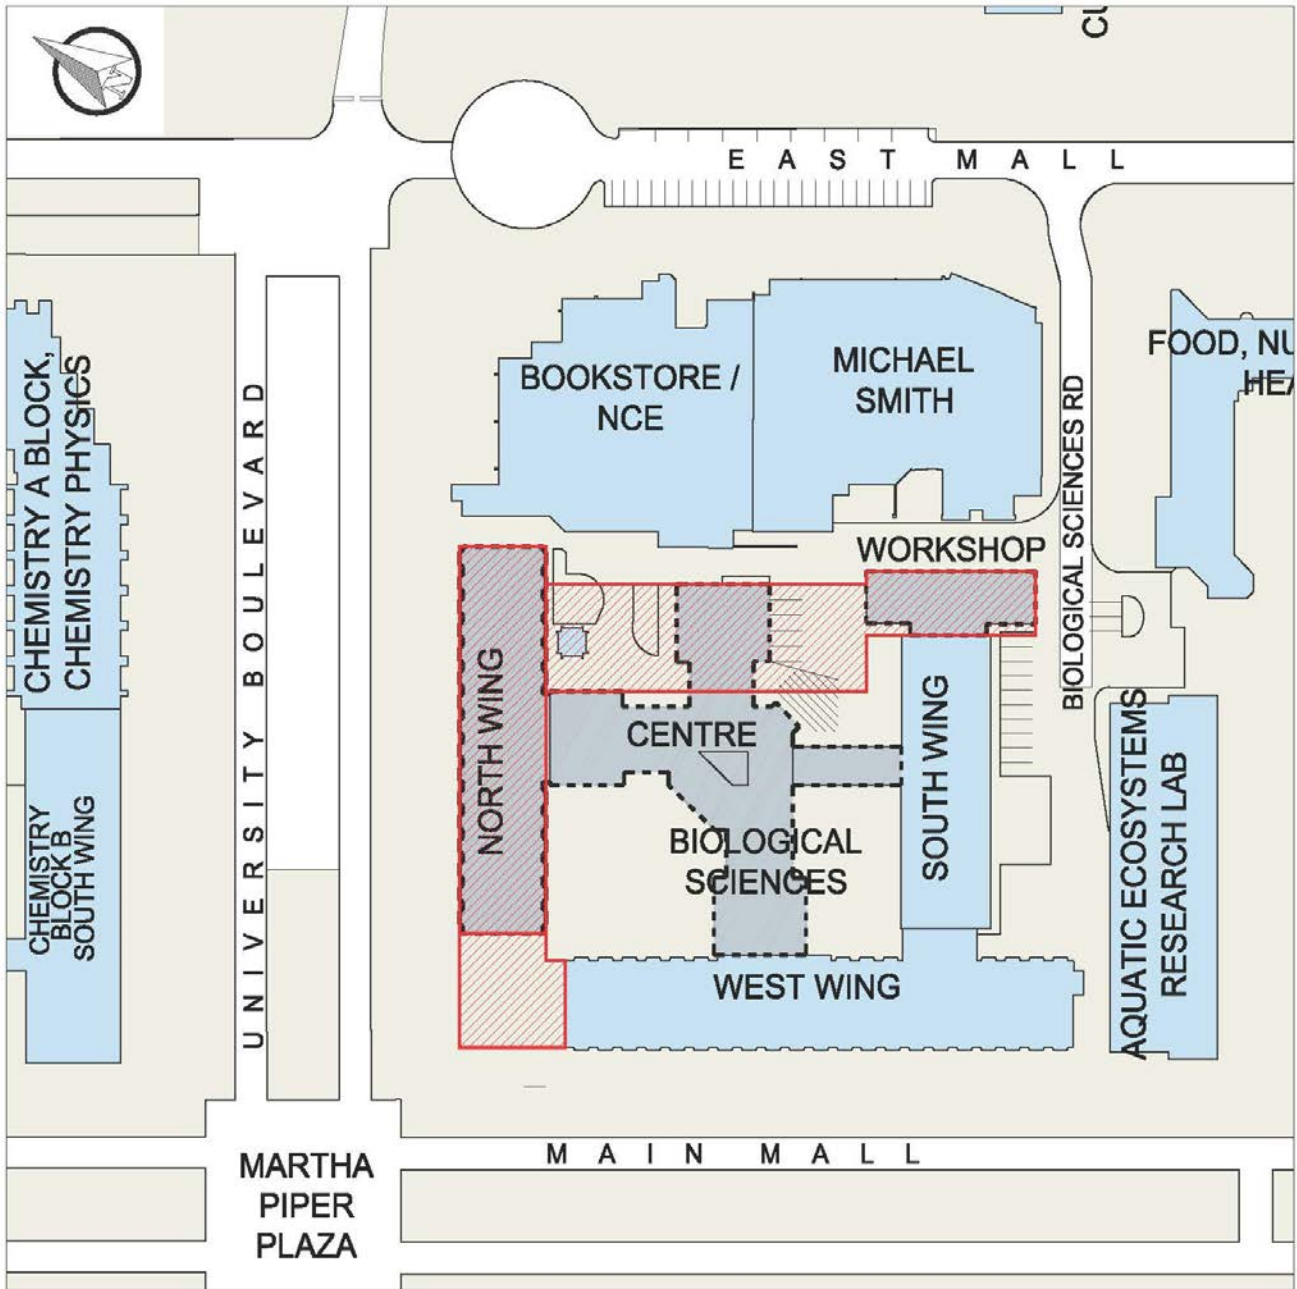 CU
EAST MALL
BOOKSTORE /
NCE
MICHAEL
SMITH
FOOD, NU
HEA
CHEMISTRY A BLOCK,
CHEMISTRY PHYSICS
UNIVERSITY BOULEVARD
BIOLOGICAL SCIENCES RD
WORKSHOP
NORTH WING
CENTRE
SOUTH WING
BIOLOGICAL
SCIENCES
CHEMISTRY
BLOCK B
SOUTH WING
AQUATIC ECOSYSTEMS
RESEARCH LAB
WEST WING
MAIN MALL
MARTHA
PIPER
PLAZA